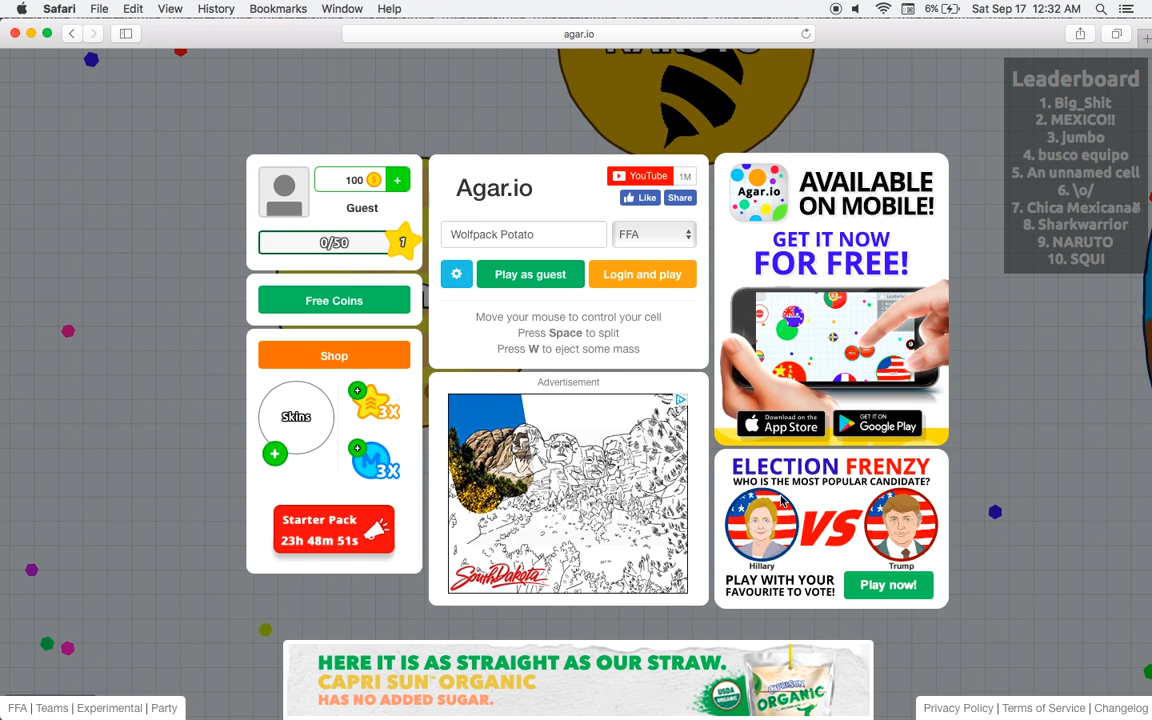 Safari File Edit View History Bookmarks Window Help
6% Sat Sep 17 12:32 AM
agar.io
NARUTO
Leaderboard
1. Big_Shit
2. MEXICO!!
3. jumbo
4. busco equipo
5. An unnamed cell
6. \o/
7. Chica Mexicana
8. Sharkwarrior
9. NARUTO
10. SQUI
100
Guest
0/50
1
Free Coins
Shop
Skins
3X
M
3X
Starter Pack
23h 48m 51s
Agar.io
YouTube 1M
Like Share
Wolfpack Potato FFA
Play as guest Login and play
Move your mouse to control your cell
Press Space to split
Press W to eject some mass
Advertisement
South Dakota
Agar.io
AVAILABLE
ON MOBILE!
GET IT NOW
FOR FREE!
Download on the
App Store
GET IT ON
Google Play
ELECTION FRENZY
WHO IS THE MOST POPULAR CANDIDATE?
VS
Hillary Trump
PLAY WITH YOUR
FAVOURITE TO VOTE!
Play now!
HERE IT IS AS STRAIGHT AS OUR STRAW.
CAPRI SUN™ ORGANIC
HAS NO ADDED SUGAR.
USDA
ORGANIC
CAPRISUN
ORGANIC
FFA | Teams | Experimental | Party
Privacy Policy | Terms of Service | Changelog